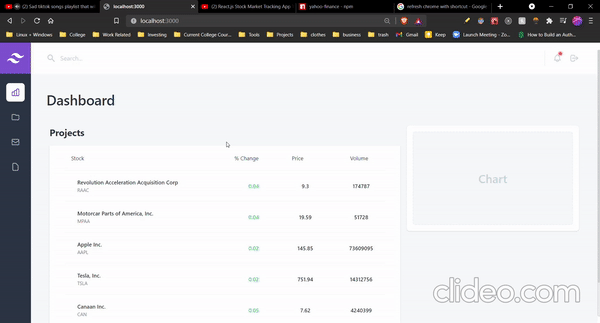 (2) Sad tiktok songs playlist that w
localhost:3000
(2) React.js Stock Market Tracking App
yahoo-finance - npm
refresh chrome with shortcut - Google
localhost:3000
Linux + Windows
College
Work Related
Investing
Current College Cour...
Tools
Projects
clothes
business
trash
Gmail
Keep
Launch Meeting - Zo...
How to Build an Auth...
Search...
Dashboard
Projects
Stock % Change Price Volume
Revolution Acceleration Acquisition Corp
RAAC
0.04 9.3 174787
Motorcar Parts of America, Inc.
MPAA
0.04 19.59 51728
Apple Inc.
AAPL
0.02 145.85 73609095
Tesla, Inc.
TSLA
0.02 751.94 14312756
Canaan Inc.
CAN
0.05 7.62 4240399
Chart
clideo.com